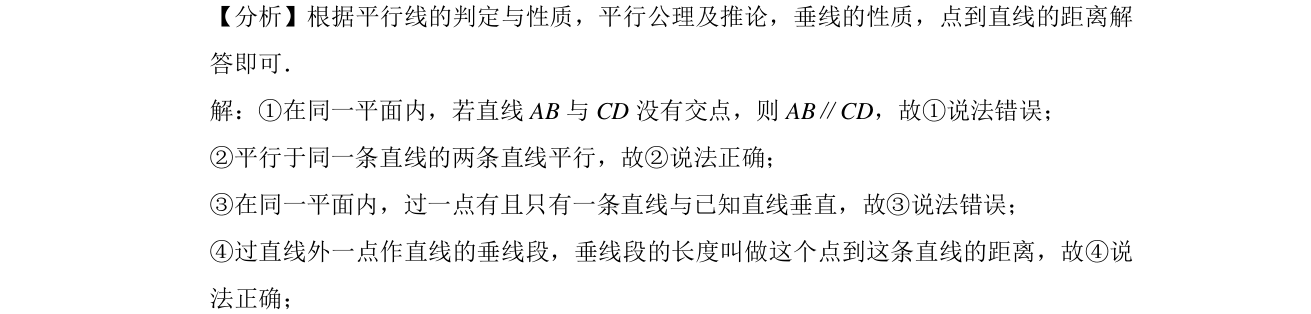 【分析】根据平行线的判定与性质，平行公理及推论，垂线的性质，点到直线的距离解
答即可．
解：①在同一平面内，若直线 AB 与 CD 没有交点，则 AB∥CD，故①说法错误；
②平行于同一条直线的两条直线平行，故②说法正确；
③在同一平面内，过一点有且只有一条直线与已知直线垂直，故③说法错误；
④过直线外一点作直线的垂线段，垂线段的长度叫做这个点到这条直线的距离，故④说
法正确；